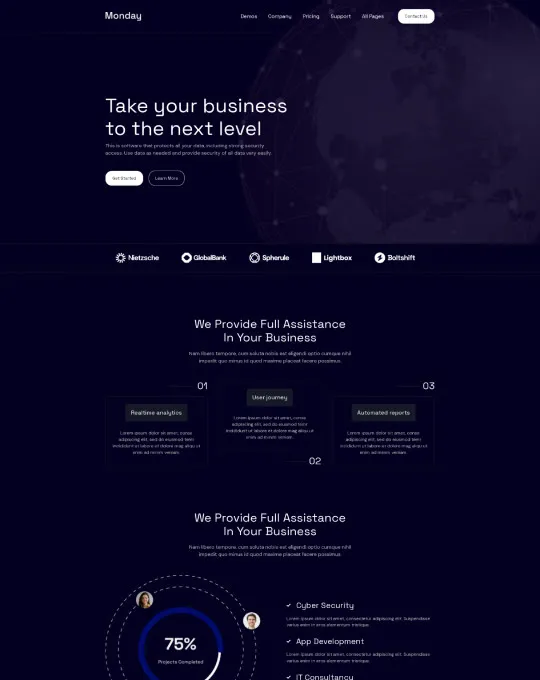 Monday
Demos Company Pricing Support All Pages Contact Us
Take your business
to the next level
This is software that protects all your data, including strong security
access. Use data as needed and provide security of all data very easily.
Get Started Learn More
Nietzsche GlobalBank Spherule Lightbox Boltshift
We Provide Full Assistance
In Your Business
Nam libero tempore, cum soluta nobis est eligendi optio cumque nihil
impedit quo minus id quod maxime placeat facere possimus.
01
Realtime analytics
Lorem ipsum dolor sit amet, conse
adipiscing elit, sed do eiusmod tem
incididunt ut labore et dolore mag aliqu ut
enim ad minim veniam.
User journey
Lorem ipsum dolor sit amet, conse
adipiscing elit, sed do eiusmod tem
incididunt ut labore et dolore mag aliqu ut
enim ad minim veniam.
02
03
Automated reports
Lorem ipsum dolor sit amet, conse
adipiscing elit, sed do eiusmod tem
incididunt ut labore et dolore mag aliqu ut
enim ad minim veniam.
We Provide Full Assistance
In Your Business
Nam libero tempore, cum soluta nobis est eligendi optio cumque nihil
impedit quo minus id quod maxime placeat facere possimus.
75%
Projects Completed
Cyber Security
Lorem ipsum dolor sit amet, consectetur adipiscing elit. Suspendisse
varius enim in eros elementum tristique.
App Development
Lorem ipsum dolor sit amet, consectetur adipiscing elit. Suspendisse
varius enim in eros elementum tristique.
IT Consultancy